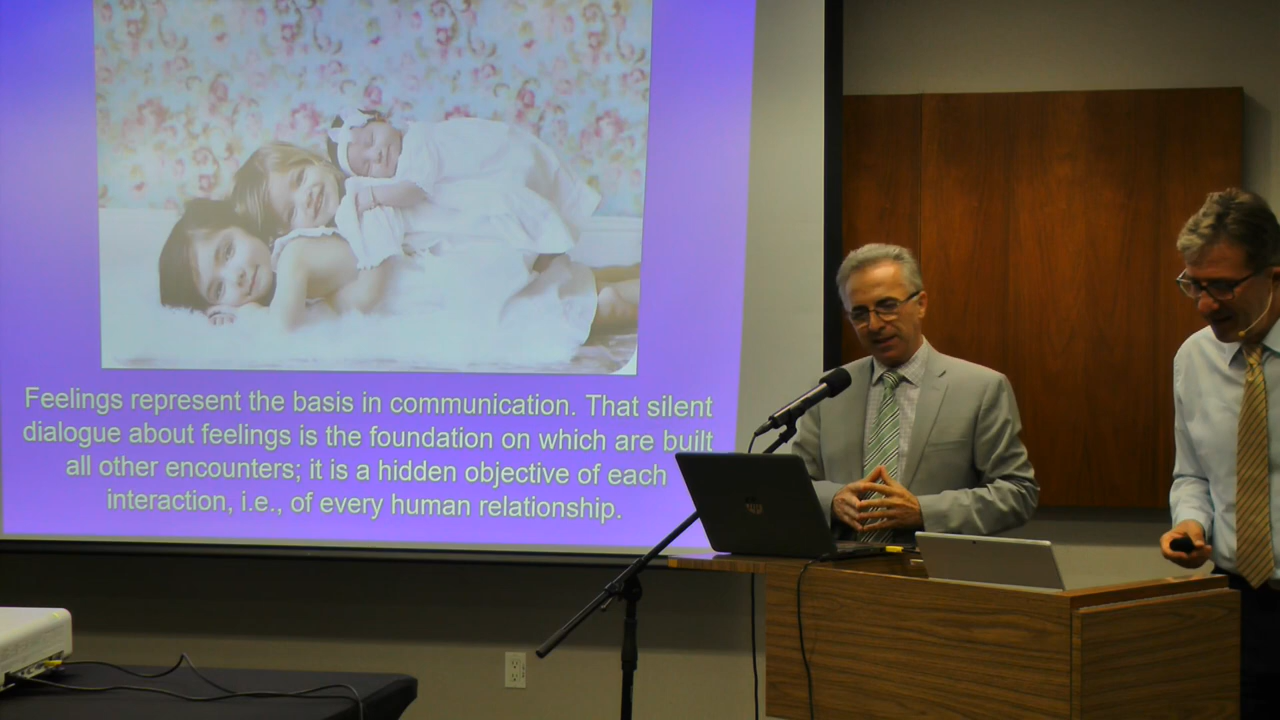 Feelings represent the basis in communication. That silent
dialogue about feelings is the foundation on which are built
all other encounters; it is a hidden objective of each
interaction, i.e., of every human relationship.